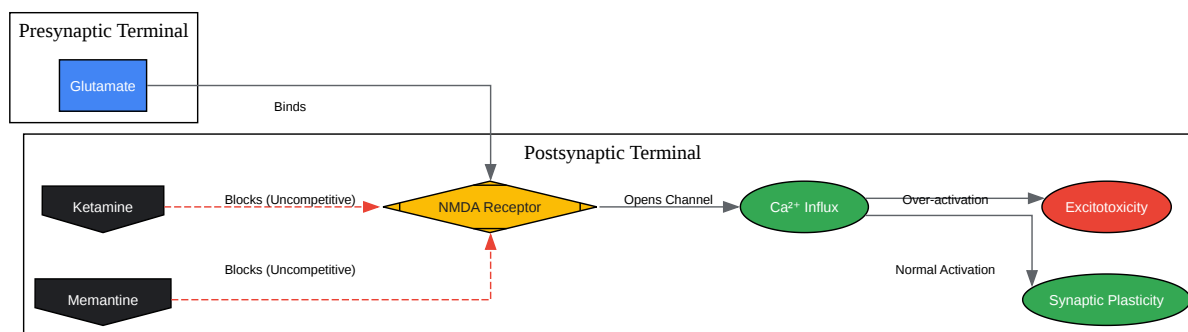 Presynaptic Terminal
Glutamate
Binds
Postsynaptic Terminal
Ketamine
Blocks (Uncompetitive)
NMDA Receptor
Opens Channel
Ca²⁺ Influx
Over-activation
Excitotoxicity
Memantine
Blocks (Uncompetitive)
Normal Activation
Synaptic Plasticity